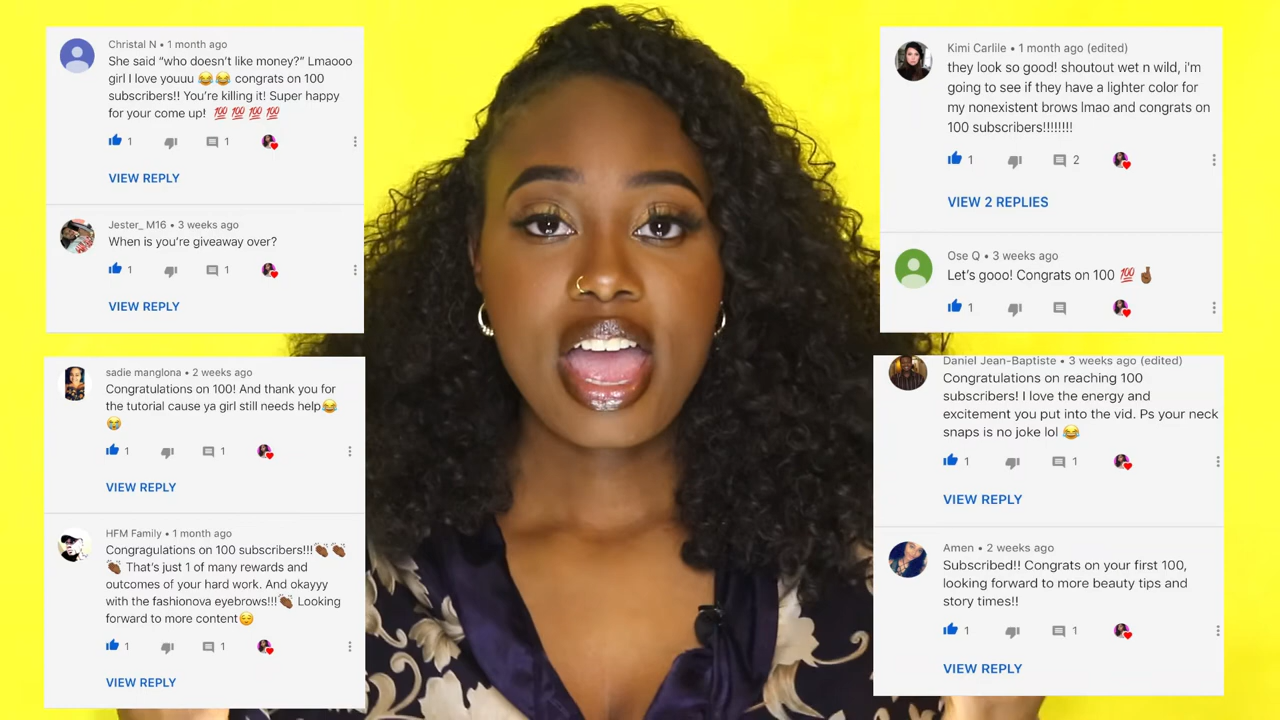 Christal N • 1 month ago
She said “who doesn't like money?” Lmaooo
girl I love youuu 😂😂 congrats on 100
subscribers!! You're killing it! Super happy
for your come up! 💯 💯 💯 💯
1
1
VIEW REPLY
Jester_ M16 • 3 weeks ago
When is you're giveaway over?
1
1
VIEW REPLY
sadie manglona • 2 weeks ago
Congratulations on 100! And thank you for
the tutorial cause ya girl still needs help😂
😭
1
1
VIEW REPLY
HFM Family • 1 month ago
Congragulations on 100 subscribers!!!👏🏾👏🏾
👏🏾 That's just 1 of many rewards and
outcomes of your hard work. And okayyy
with the fashionova eyebrows!!!👏🏾 Looking
forward to more content😌
1
1
VIEW REPLY
Kimi Carlile • 1 month ago (edited)
they look so good! shoutout wet n wild, i'm
going to see if they have a lighter color for
my nonexistent brows lmao and congrats on
100 subscribers!!!!!!!!
1
2
VIEW 2 REPLIES
Ose Q • 3 weeks ago
Let's gooo! Congrats on 100 💯🤞🏾
1
Daniel Jean-Baptiste • 3 weeks ago (edited)
Congratulations on reaching 100
subscribers! I love the energy and
excitement you put into the vid. Ps your neck
snaps is no joke lol 😂
1
1
VIEW REPLY
Amen • 2 weeks ago
Subscribed!! Congrats on your first 100,
looking forward to more beauty tips and
story times!!
1
1
VIEW REPLY